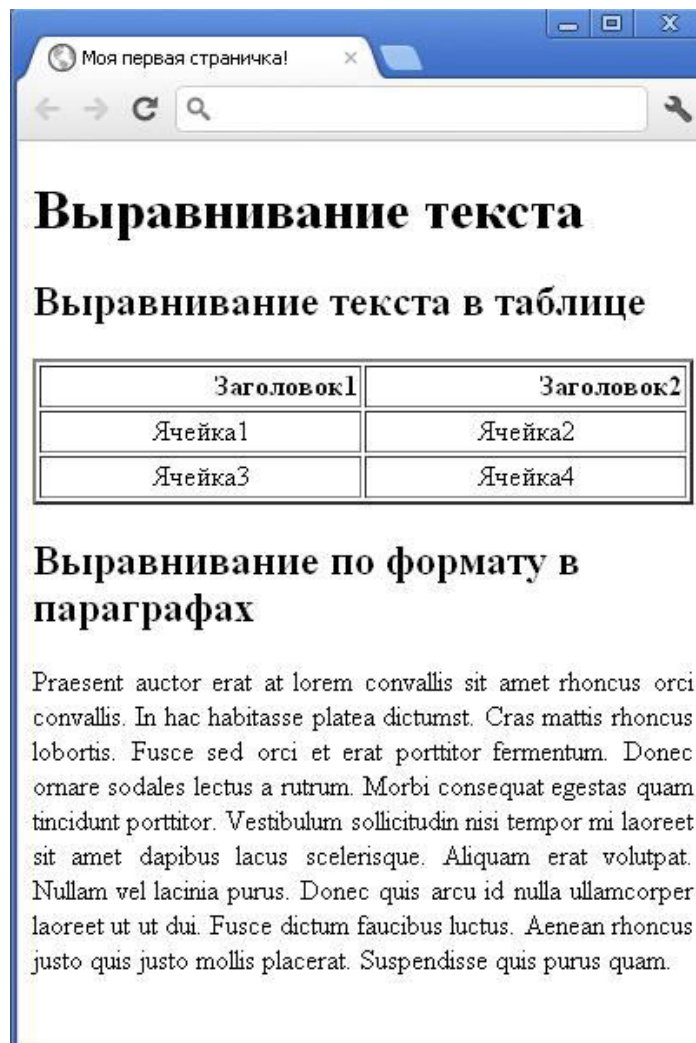 Моя первая страничка!
Выравнивание текста
Выравнивание текста в таблице
Заголовок1 Заголовок2
Ячейка1 Ячейка2
Ячейка3 Ячейка4
Выравнивание по формату в
параграфах
Praesent auctor erat at lorem convallis sit amet rhoncus orci
convallis. In hac habitasse platea dictumst. Cras mattis rhoncus
lobortis. Fusce sed orci et erat porttitor fermentum. Donec
ornare sodales lectus a rutrum. Morbi consequat egestas quam
tincidunt porttitor. Vestibulum sollicitudin nisi tempor mi laoreet
sit amet dapibus lacus scelerisque. Aliquam erat volutpat.
Nullam vel lacinia purus. Donec quis arcu id nulla ullamcorper
laoreet ut ut dui. Fusce dictum faucibus luctus. Aenean rhoncus
justo quis justo mollis placerat. Suspendisse quis purus quam.